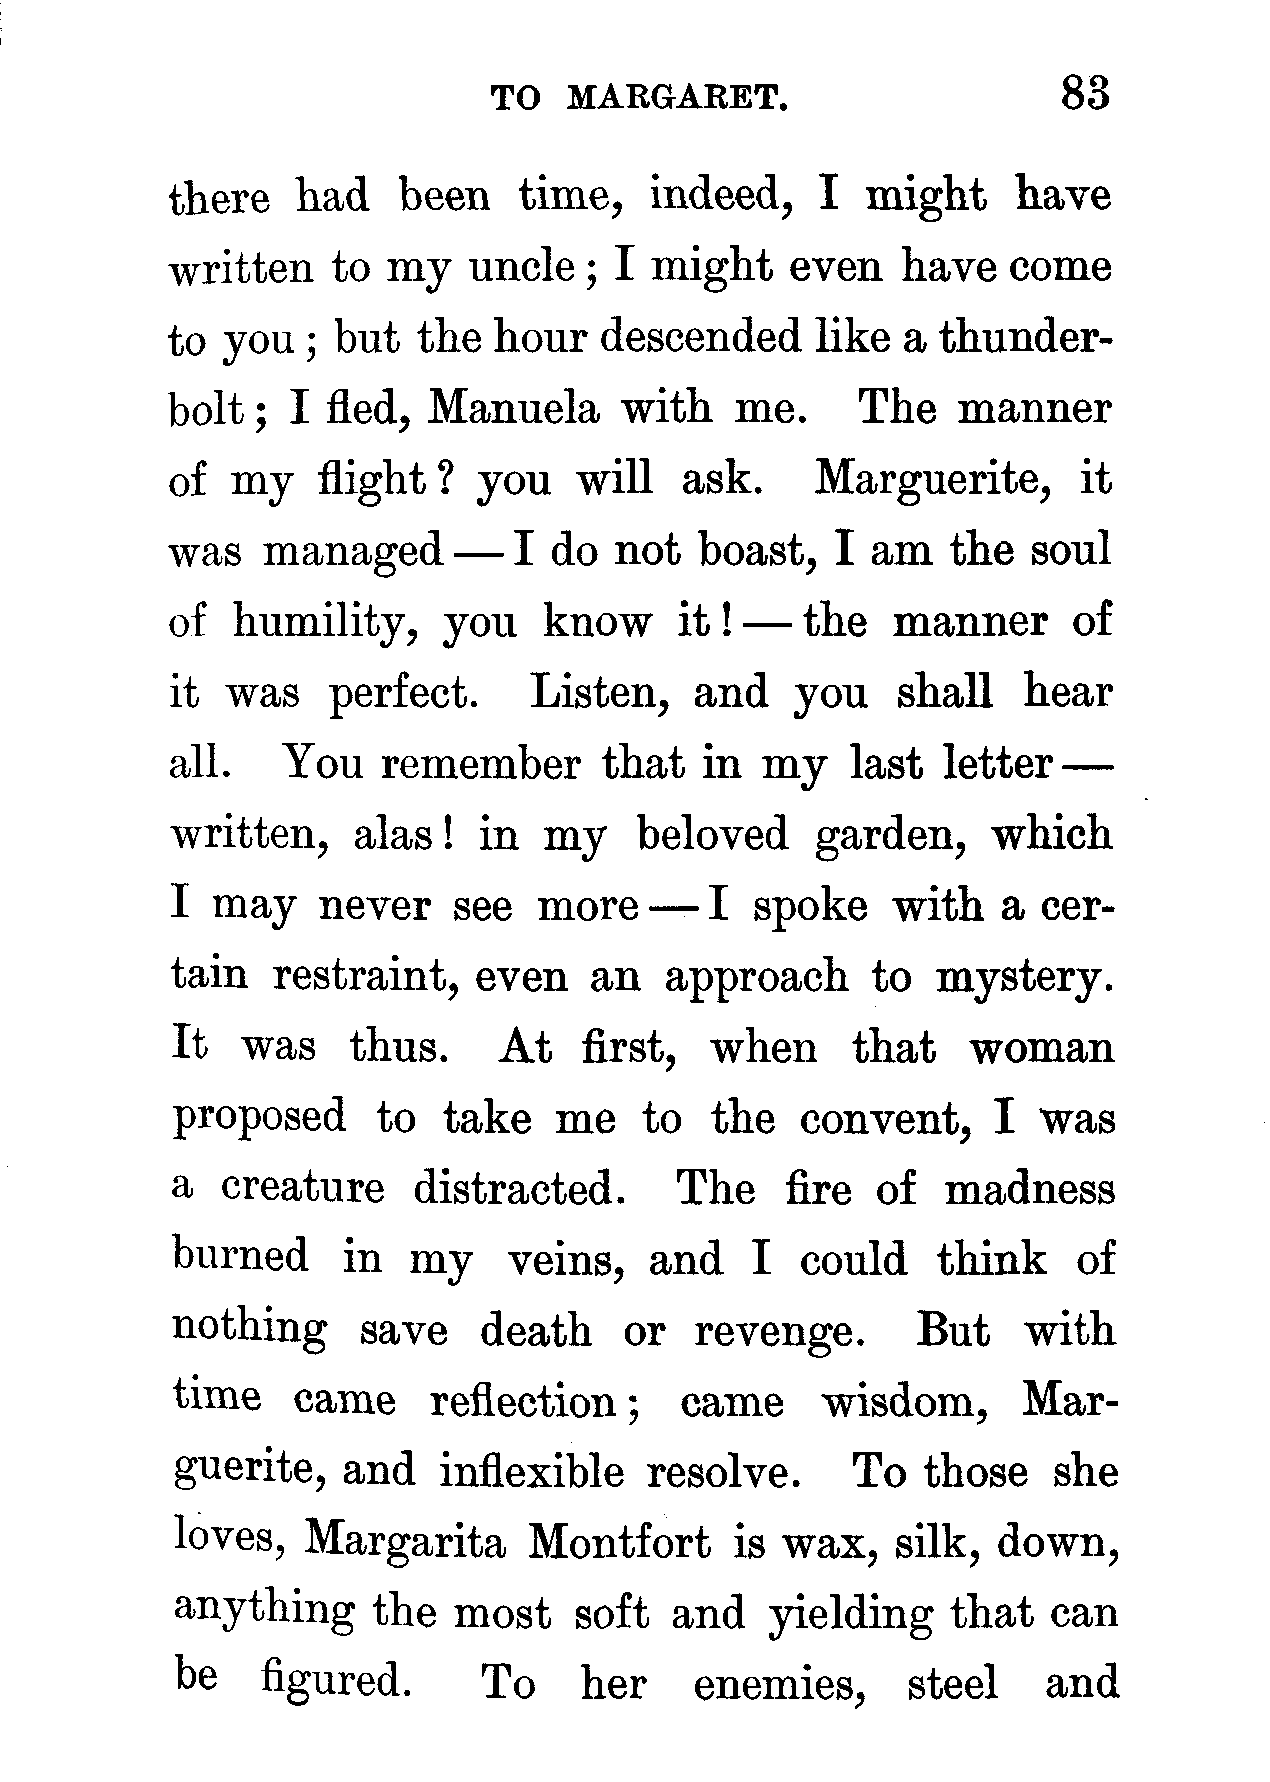 TO MARGARET. 83
there had been time, indeed, I might have
written to my uncle; I might even have come
to you; but the hour descended like a thunder-
bolt; I fled, Manuela with me. The manner
of my flight? you will ask. Marguerite, it
was managed — I do not boast, I am the soul
of humility, you know it! — the manner of
it was perfect. Listen, and you shall hear
all. You remember that in my last letter —
written, alas! in my beloved garden, which
I may never see more — I spoke with a cer-
tain restraint, even an approach to mystery.
It was thus. At first, when that woman
proposed to take me to the convent, I was
a creature distracted. The fire of madness
burned in my veins, and I could think of
nothing save death or revenge. But with
time came reflection; came wisdom, Mar-
guerite, and inflexible resolve. To those she
loves, Margarita Montfort is wax, silk, down,
anything the most soft and yielding that can
be figured. To her enemies, steel and